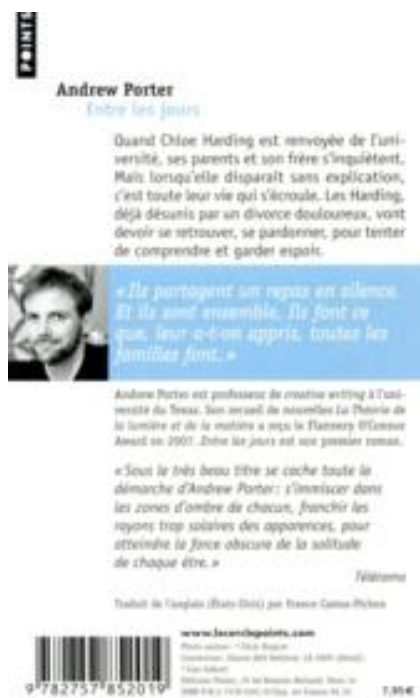 POINTS
Andrew Porter
Entre les jours
Quand Chloe Harding est renvoyée de l'uni-
versité, ses parents et son frère s'inquiètent.
Mais lorsqu'elle disparaît sans explication,
c'est toute leur vie qui s'écroule. Les Harding,
déjà désunis par un divorce douloureux, vont
devoir se retrouver, se pardonner, pour tenter
de comprendre et garder espoir.
« Ils partagent un repas en silence.
Et ils sont ensemble. Ils font ce
que, leur a-t-on appris, toutes les
familles font. »
Andrew Porter est professeur de creative writing à l'uni-
versité du Texas. Son recueil de nouvelles La Théorie de
la lumière et de la matière a reçu le Flannery O'Connor
Award en 2007. Entre les jours est son premier roman.
« Sous le très beau titre se cache toute la
démarche d'Andrew Porter : s'immiscer dans
les zones d'ombre de chacun, franchir les
rayons trop solaires des apparences, pour
atteindre la force obscure de la solitude
de chaque être. »
Télérama
Traduit de l'anglais (États-Unis) par France Camus-Pichon
www.lecerclepoints.com
9 782757 852019
7,95 €